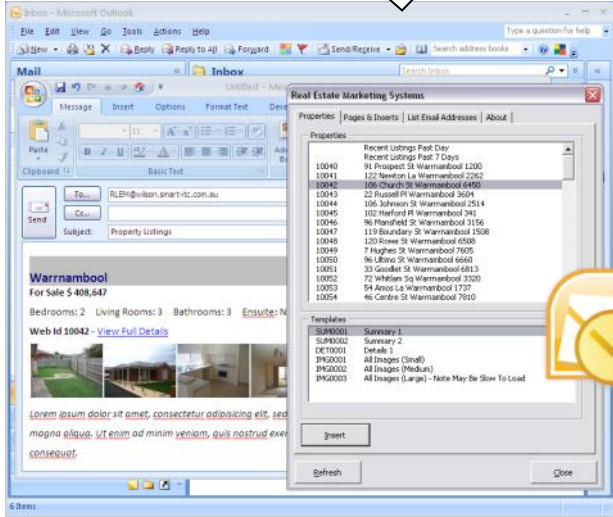 Inbox - Microsoft Outlook
File Edit View Go Tools Actions Help
Type a question for help
New Reply Reply to All Forward Send/Receive Search address books
Mail
Inbox
Search Inbox
Untitled - Mes
Message Insert Options Format Text Deve
Paste
Clipboard
Basic Text
To... RLEM@wilson.smart-itc.com.au
Cc...
Send
Subject: Property Listings
Warrnambool
For Sale $ 408,647
Bedrooms: 2 Living Rooms: 3 Bathrooms: 3 Ensuite: N
Web Id 10042 - View Full Details
Lorem ipsum dolor sit amet, consectetur adipisicing elit, sed
magna aliqua. Ut enim ad minim veniam, quis nostrud exer
consequat.
6 Items
Real Estate Marketing Systems
Properties Pages & Inserts List Email Addresses About
Properties
Recent Listings Past Day
Recent Listings Past 7 Days
10040 91 Prospect St Warrnambool 1200
10041 122 Newton La Warrnambool 2262
10042 106 Church St Warrnambool 6450
10043 22 Russell Pl Warrnambool 3604
10044 106 Johnson St Warrnambool 2514
10045 102 Harford Pl Warrnambool 341
10046 96 Mansfield St Warrnambool 3156
10047 119 Boundary St Warrnambool 1508
10048 120 Rowe St Warrnambool 6508
10049 7 Hughes St Warrnambool 7605
10050 96 Ultimo St Warrnambool 6660
10051 33 Goodlet St Warrnambool 6813
10052 72 Whitlam Sq Warrnambool 3320
10053 54 Amos La Warrnambool 1737
10054 46 Centre St Warrnambool 7810
Templates
SUM0001 Summary 1
SUM0002 Summary 2
DET0001 Details 1
IMG0001 All Images (Small)
IMG0002 All Images (Medium)
IMG0003 All Images (Large) - Note May Be Slow To Load
Insert
Refresh
Close